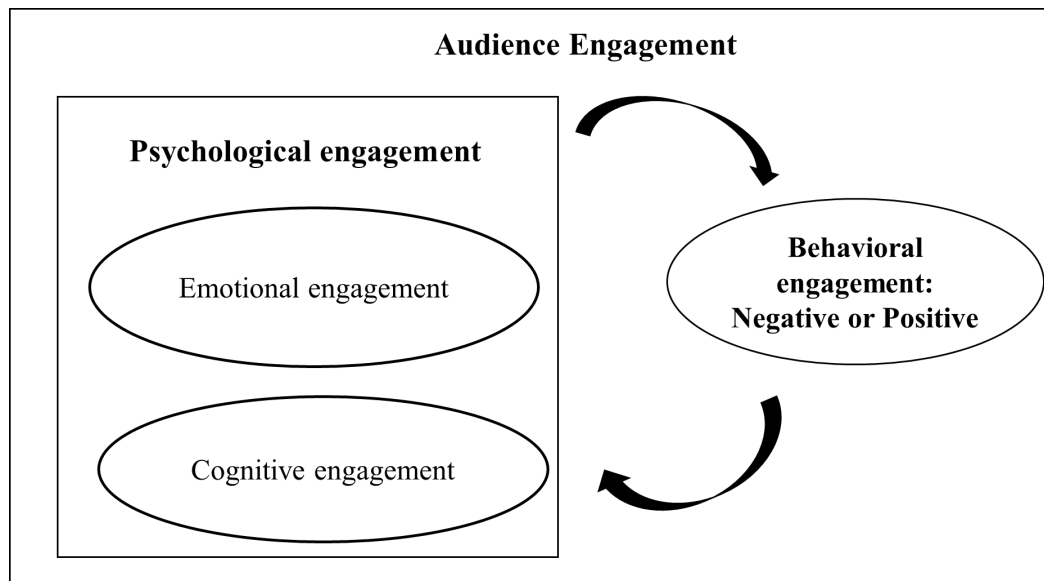 Audience Engagement
Psychological engagement
Emotional engagement
Cognitive engagement
Behavioral
engagement:
Negative or Positive